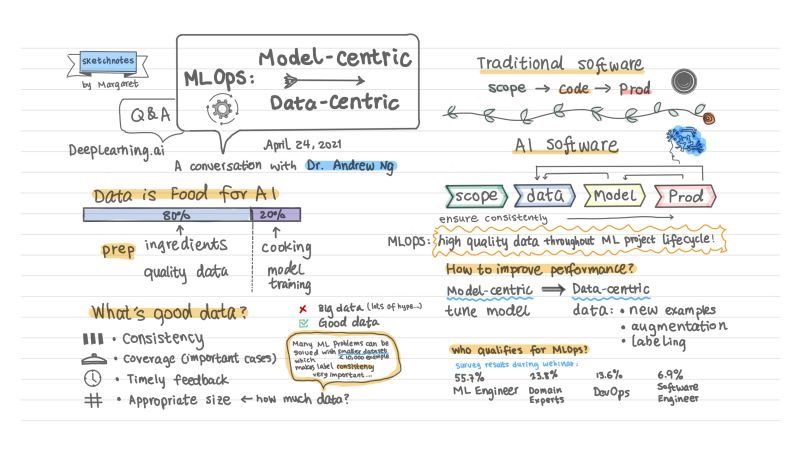 sketchnotes
by Margaret
MLOps:
Model-Centric
Data-Centric
Q&A
DeepLearning.ai
April 24, 2021
A conversation with Dr. Andrew Ng
Data is Food for AI
80%
20%
prep
ingredients
quality data
cooking
model
training
What's good data?
• Consistency
• coverage (important cases)
• Timely feedback
# • Appropriate size ← how much data?
✗ Big data (lots of hype...)
Good data
Many ML Problems can be
solved with smaller dataset
which < 10,000 example
makes label consistency
very important...
Traditional software
scope → code → Prod
AI software
scope
data
Model
Prod
ensure consistently
MLOps: high quality data throughout ML project lifecycle!
How to improve performance?
Model-centric ⟹ Data-centric
tune model
data: • new examples
• augmentation
• labeling
who qualifies for MLOps?
Survey results during webinar:
55.7%
ML Engineer
23.8%
Domain
Experts
13.6%
DevOps
6.9%
Software
Engineer